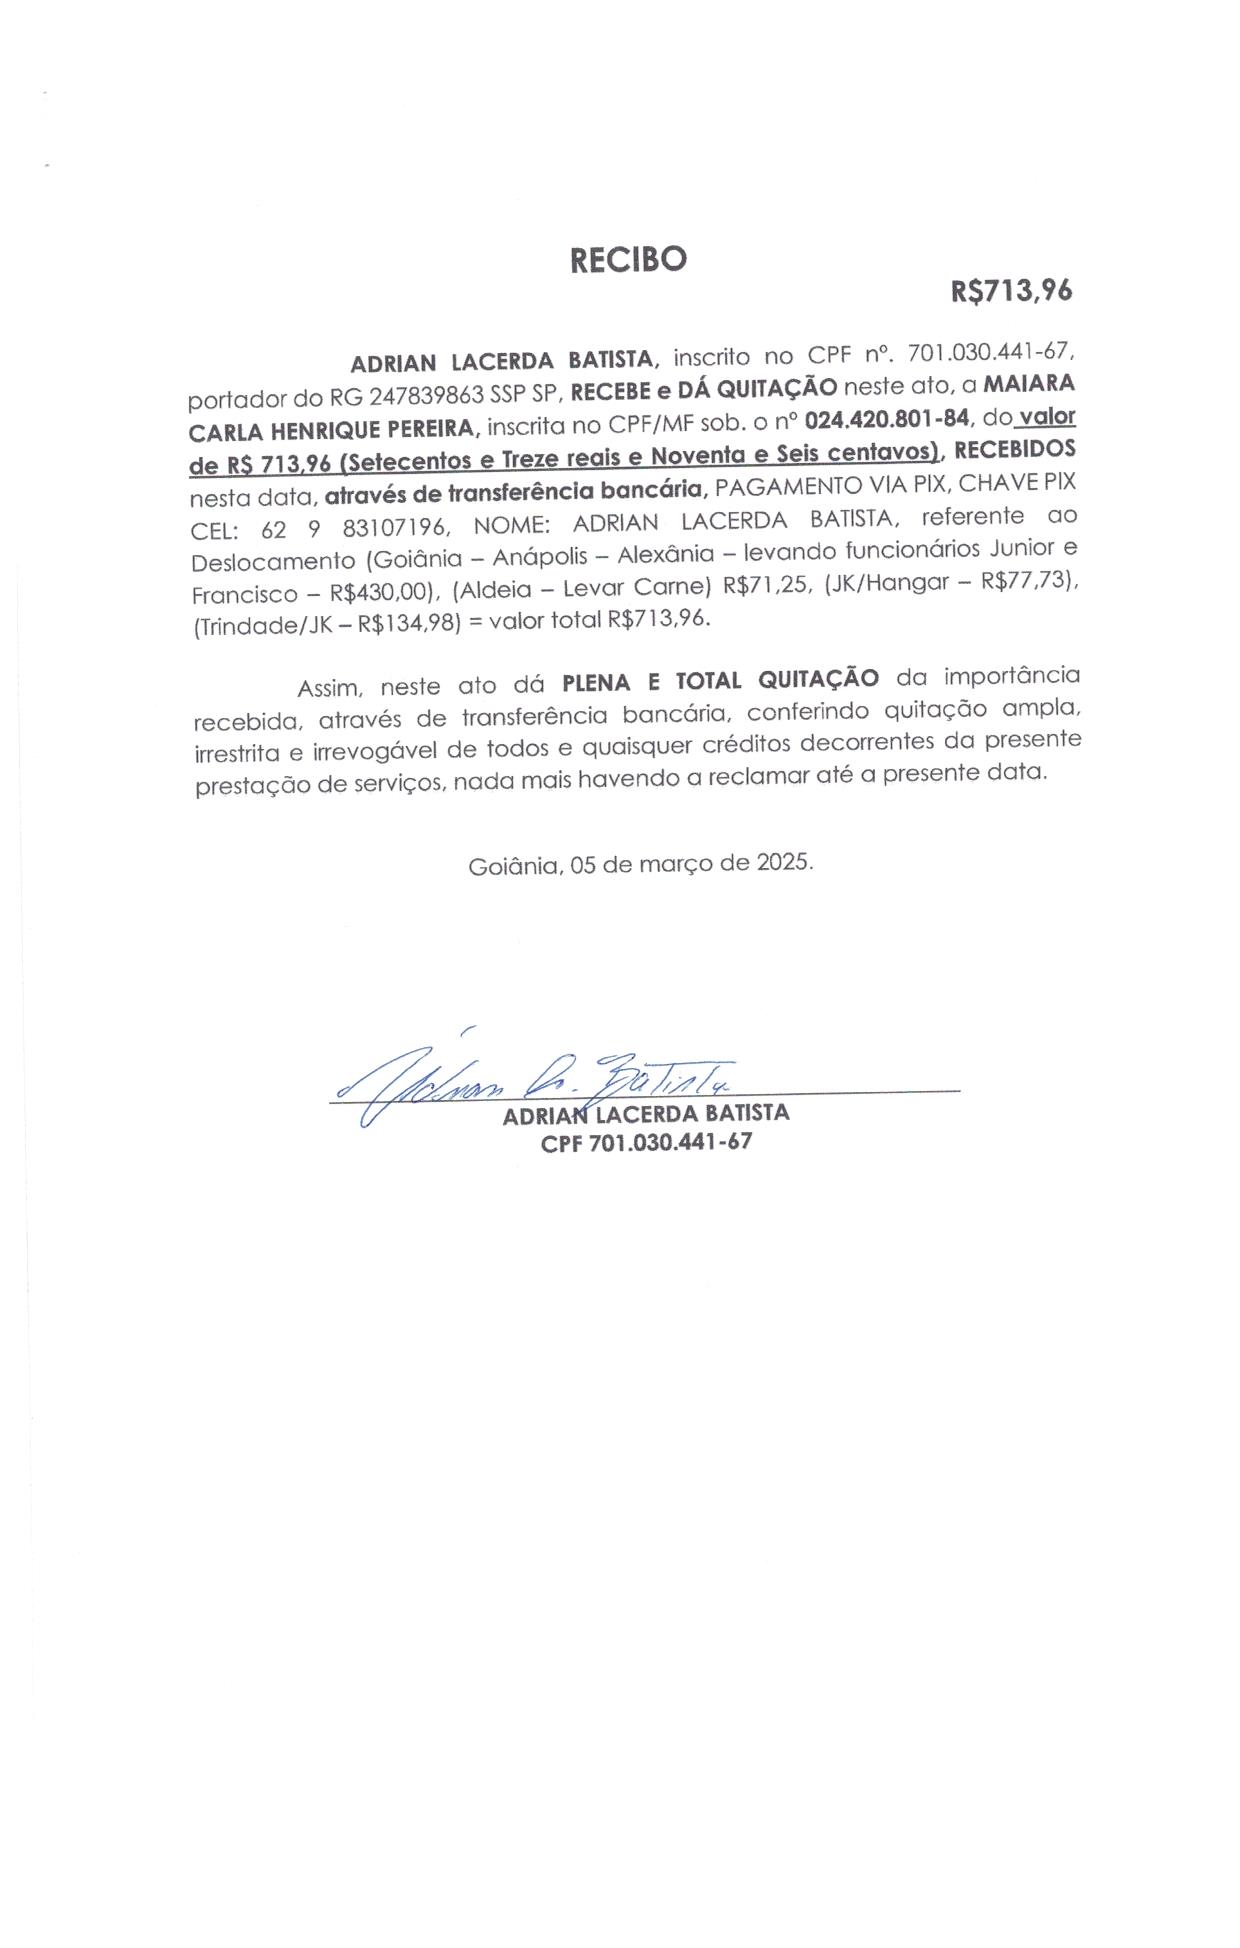 RECIBO
R$713,96
ADRIAN LACERDA BATISTA, inscrito no CPF nº. 701.030.441-67,
portador do RG 247839863 SSP SP, RECEBE e DÁ QUITAÇÃO neste ato, a MAIARA
CARLA HENRIQUE PEREIRA, inscrita no CPF/MF sob. o nº 024.420.801-84, do valor
de R$ 713,96 (Setecentos e Treze reais e Noventa e Seis centavos), RECEBIDOS
nesta data, através de transferência bancária, PAGAMENTO VIA PIX, CHAVE PIX
CEL: 62 9 83107196, NOME: ADRIAN LACERDA BATISTA, referente ao
Deslocamento (Goiânia – Anápolis – Alexânia – levando funcionários Junior e
Francisco – R$430,00), (Aldeia – Levar Carne) R$71,25, (JK/Hangar – R$77,73),
(Trindade/JK – R$134,98) = valor total R$713,96.
Assim, neste ato dá PLENA E TOTAL QUITAÇÃO da importância
recebida, através de transferência bancária, conferindo quitação ampla,
irrestrita e irrevogável de todos e quaisquer créditos decorrentes da presente
prestação de serviços, nada mais havendo a reclamar até a presente data.
Goiânia, 05 de março de 2025.
Adrian L. Batista
ADRIAN LACERDA BATISTA
CPF 701.030.441-67